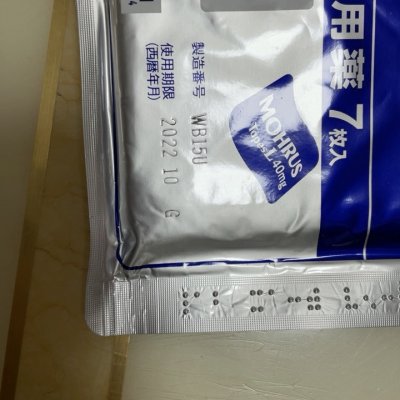 用薬 7枚入
MOHRUS
Tapes L 40mg
製造番号 WB15U
使用期限 2022 10 G
(西暦年月)